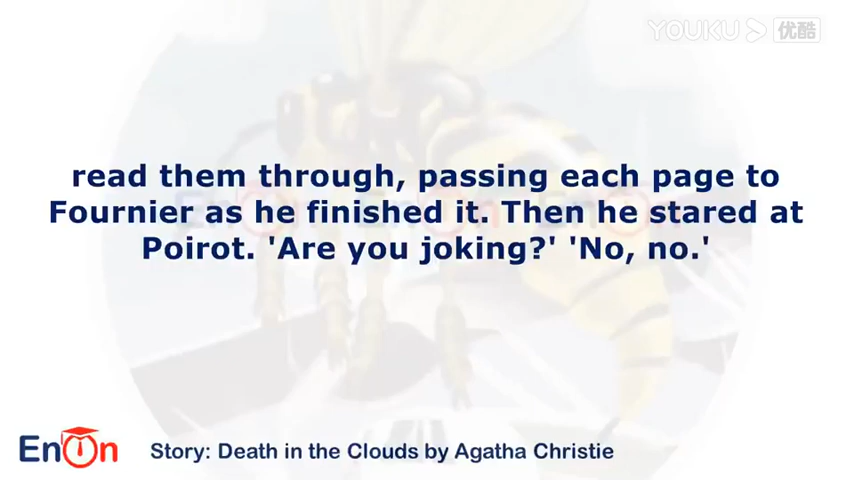 YOUKU 优酷
read them through, passing each page to
Fournier as he finished it. Then he stared at
Poirot. 'Are you joking?' 'No, no.'
EnOn
Story: Death in the Clouds by Agatha Christie